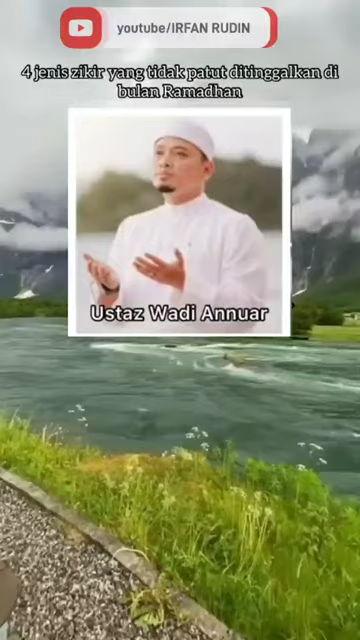 youtube/IRFAN RUDIN
4 jenis zikir yang tidak patut ditinggalkan di
bulan Ramadhan
Ustaz Wadi Annuar